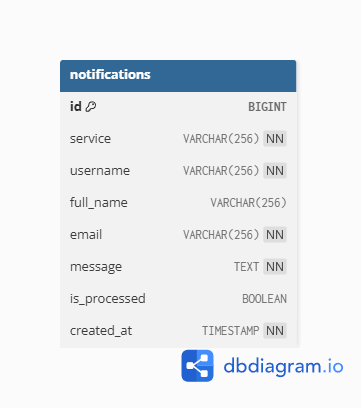 notifications
id BIGINT
service VARCHAR(256) NN
username VARCHAR(256) NN
full_name VARCHAR(256)
email VARCHAR(256) NN
message TEXT NN
is_processed BOOLEAN
created_at TIMESTAMP NN
dbdiagram.io